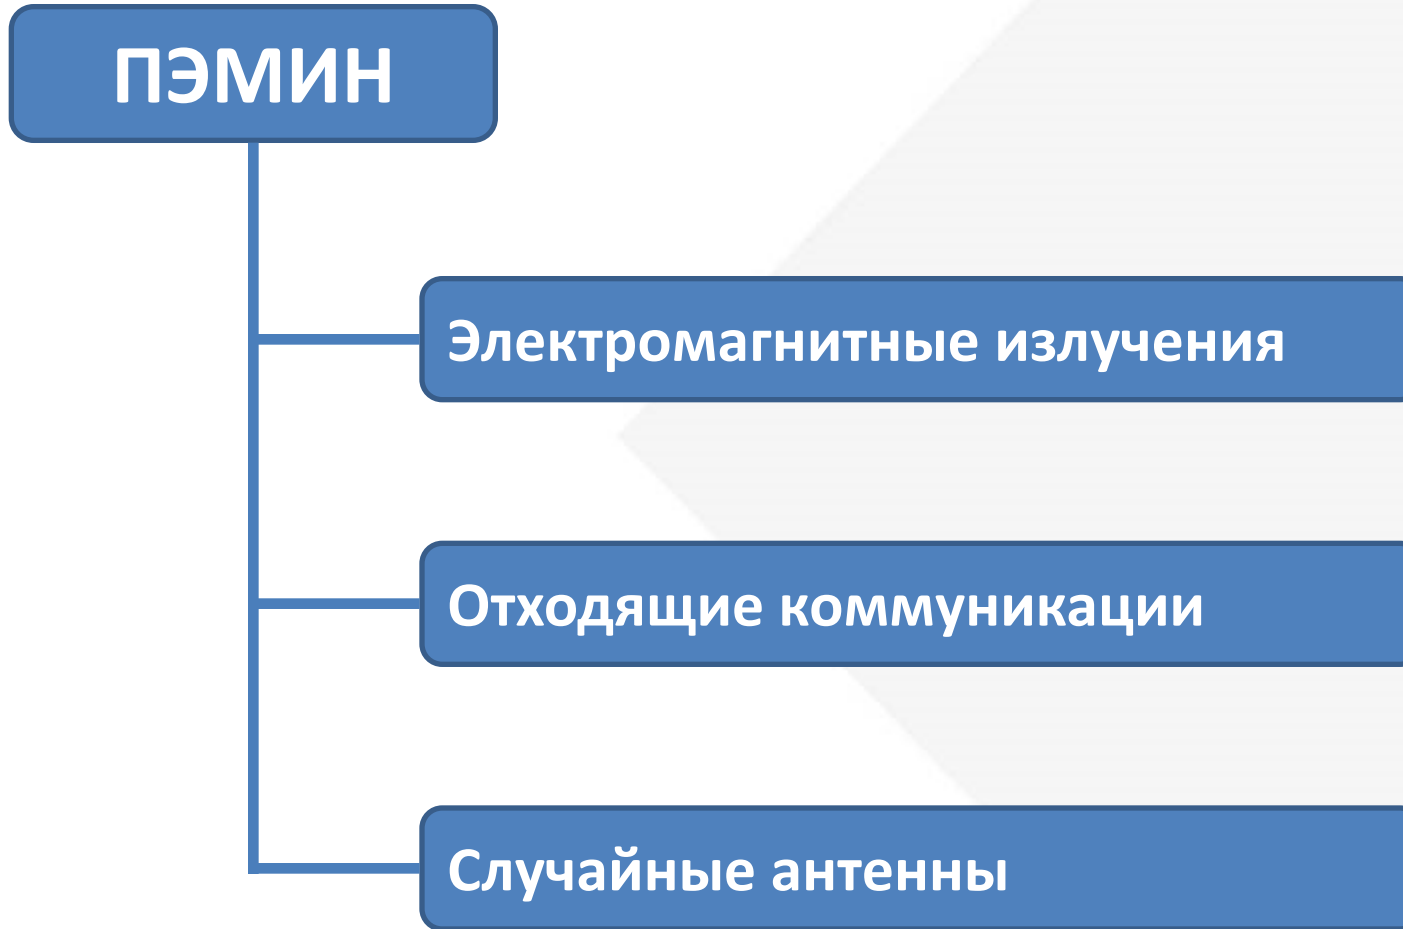 ПЭМИН
Электромагнитные излучения
Отходящие коммуникации
Случайные антенны